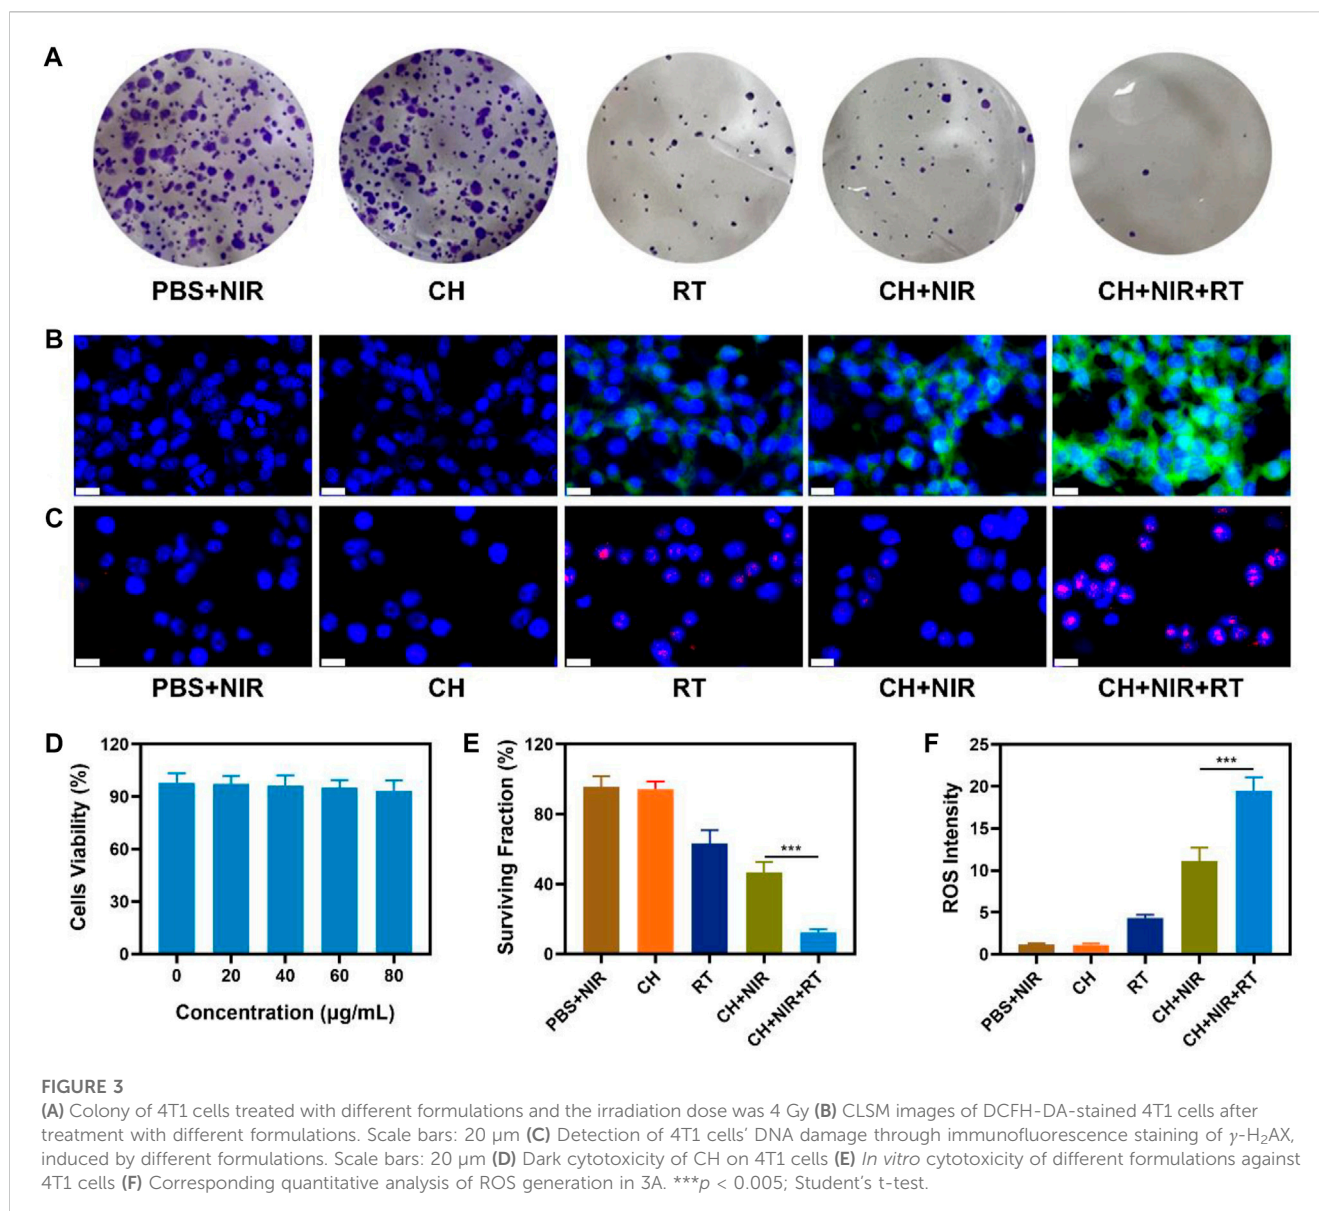 A
PBS+NIR CH RT CH+NIR CH+NIR+RT
B
C
PBS+NIR CH RT CH+NIR CH+NIR+RT
D
120
90
60
30
0
Cells Viability (%)
0 20 40 60 80
Concentration (μg/mL)
E
120
80
40
0
Surviving Fraction (%)
***
PBS+NIR CH RT CH+NIR CH+NIR+RT
F
25
20
15
10
5
0
ROS Intensity
***
PBS+NIR CH RT CH+NIR CH+NIR+RT
FIGURE 3
(A) Colony of 4T1 cells treated with different formulations and the irradiation dose was 4 Gy (B) CLSM images of DCFH-DA-stained 4T1 cells after
treatment with different formulations. Scale bars: 20 μm (C) Detection of 4T1 cells’ DNA damage through immunofluorescence staining of γ-H₂AX,
induced by different formulations. Scale bars: 20 μm (D) Dark cytotoxicity of CH on 4T1 cells (E) In vitro cytotoxicity of different formulations against
4T1 cells (F) Corresponding quantitative analysis of ROS generation in 3A. ***p < 0.005; Student’s t-test.